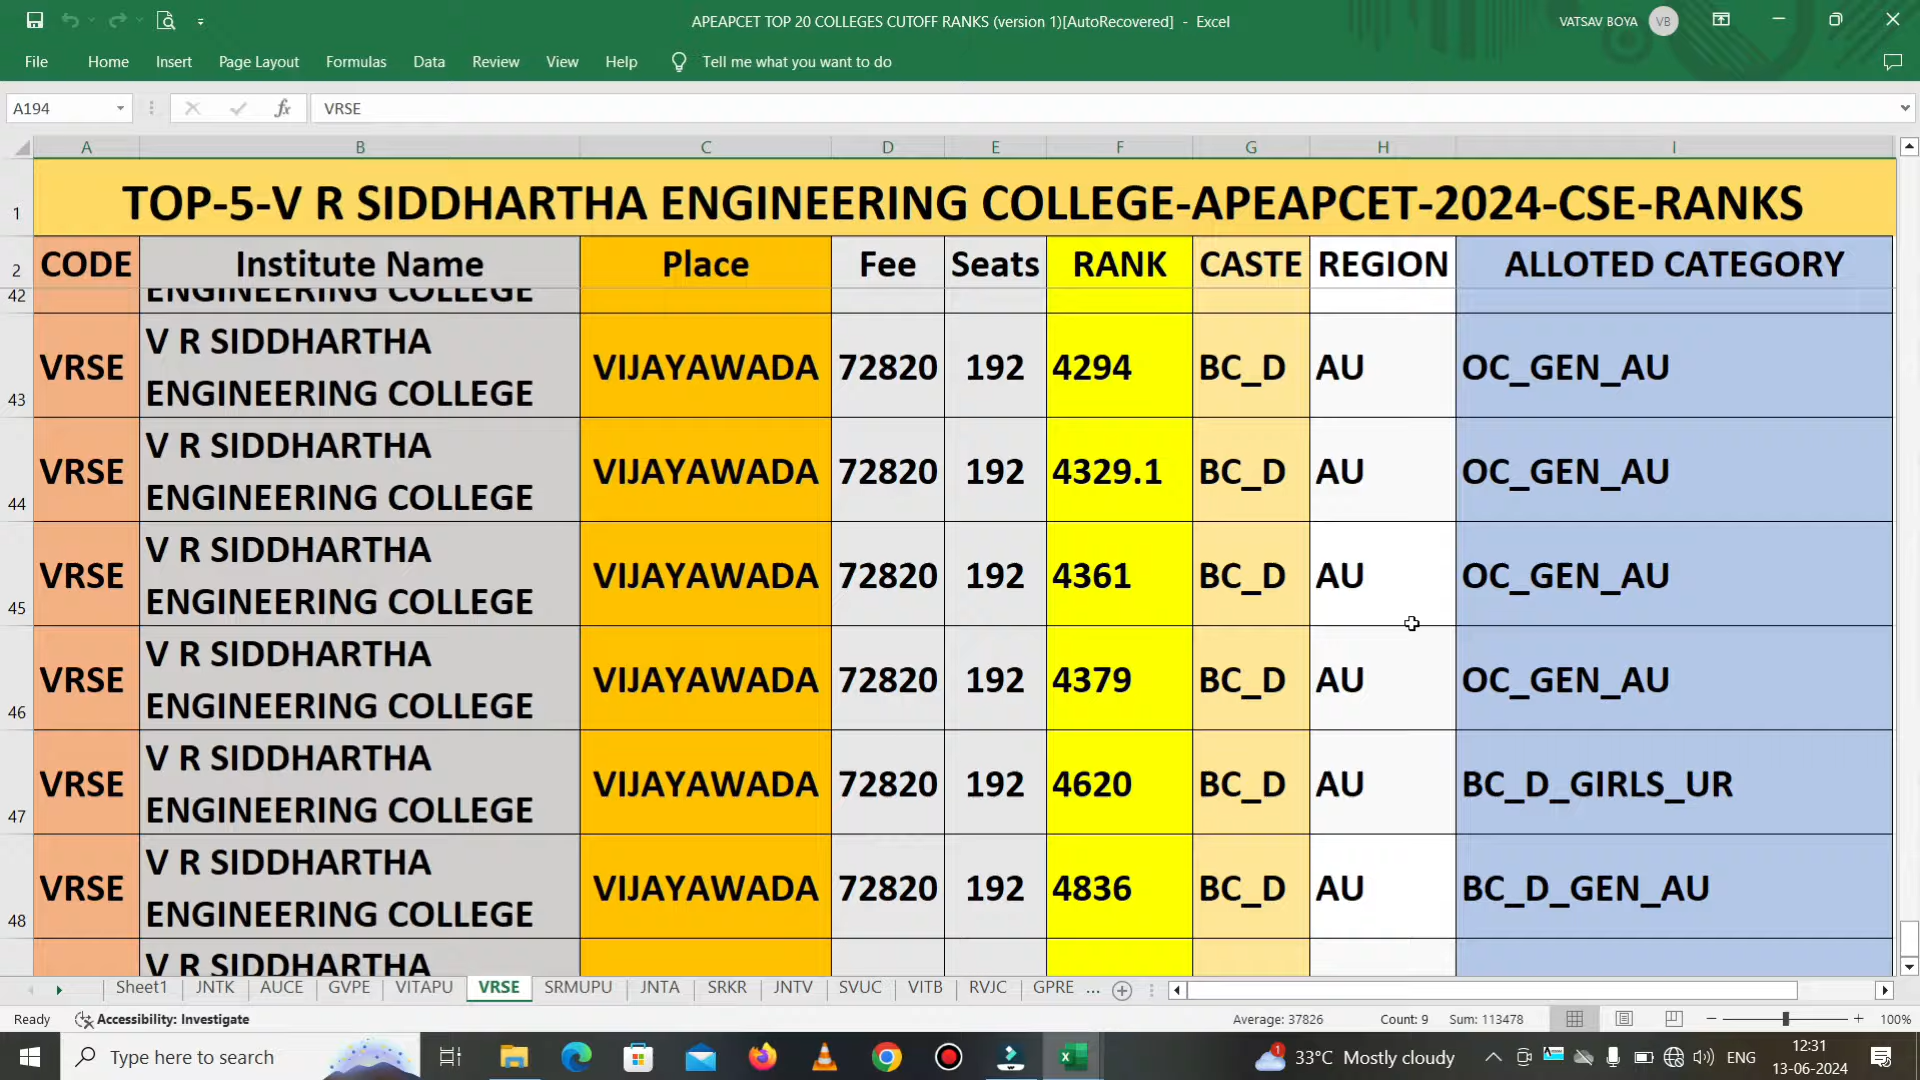 APEAPCET TOP 20 COLLEGES CUTOFF RANKS (version 1)[AutoRecovered] - Excel
VATSAV BOYA VB
File Home Insert Page Layout Formulas Data Review View Help Tell me what you want to do
A194 fx VRSE
A B C D E F G H I
1 TOP-5-V R SIDDHARTHA ENGINEERING COLLEGE-APEAPCET-2024-CSE-RANKS
2 CODE Institute Name Place Fee Seats RANK CASTE REGION ALLOTED CATEGORY
42 ENGINEERING COLLEGE
V R SIDDHARTHA
43 VRSE ENGINEERING COLLEGE VIJAYAWADA 72820 192 4294 BC_D AU OC_GEN_AU
V R SIDDHARTHA
44 VRSE ENGINEERING COLLEGE VIJAYAWADA 72820 192 4329.1 BC_D AU OC_GEN_AU
V R SIDDHARTHA
45 VRSE ENGINEERING COLLEGE VIJAYAWADA 72820 192 4361 BC_D AU OC_GEN_AU
V R SIDDHARTHA
46 VRSE ENGINEERING COLLEGE VIJAYAWADA 72820 192 4379 BC_D AU OC_GEN_AU
V R SIDDHARTHA
47 VRSE ENGINEERING COLLEGE VIJAYAWADA 72820 192 4620 BC_D AU BC_D_GIRLS_UR
V R SIDDHARTHA
48 VRSE ENGINEERING COLLEGE VIJAYAWADA 72820 192 4836 BC_D AU BC_D_GEN_AU
V R SIDDHARTHA
Sheet1 JNTK AUCE GVPE VITAPU VRSE SRMUPU JNTA SRKR JNTV SVUC VITB RVJC GPRE ...
Ready Accessibility: Investigate Average: 37826 Count: 9 Sum: 113478 100%
Type here to search 1 33°C Mostly cloudy ENG 12:31
13-06-2024